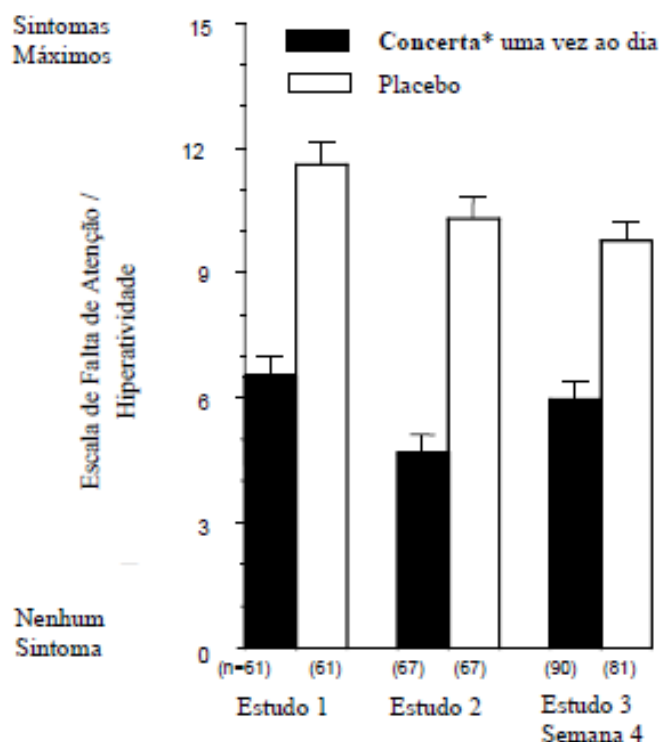 Sintomas
Máximos
15
Concerta* uma vez ao dia
Placebo
12
9
6
3
0
Escala de Falta de Atenção /
Hiperatividade
Nenhum
Sintoma
(n=61) (61) (67) (67) (90) (81)
Estudo 1 Estudo 2 Estudo 3
Semana 4